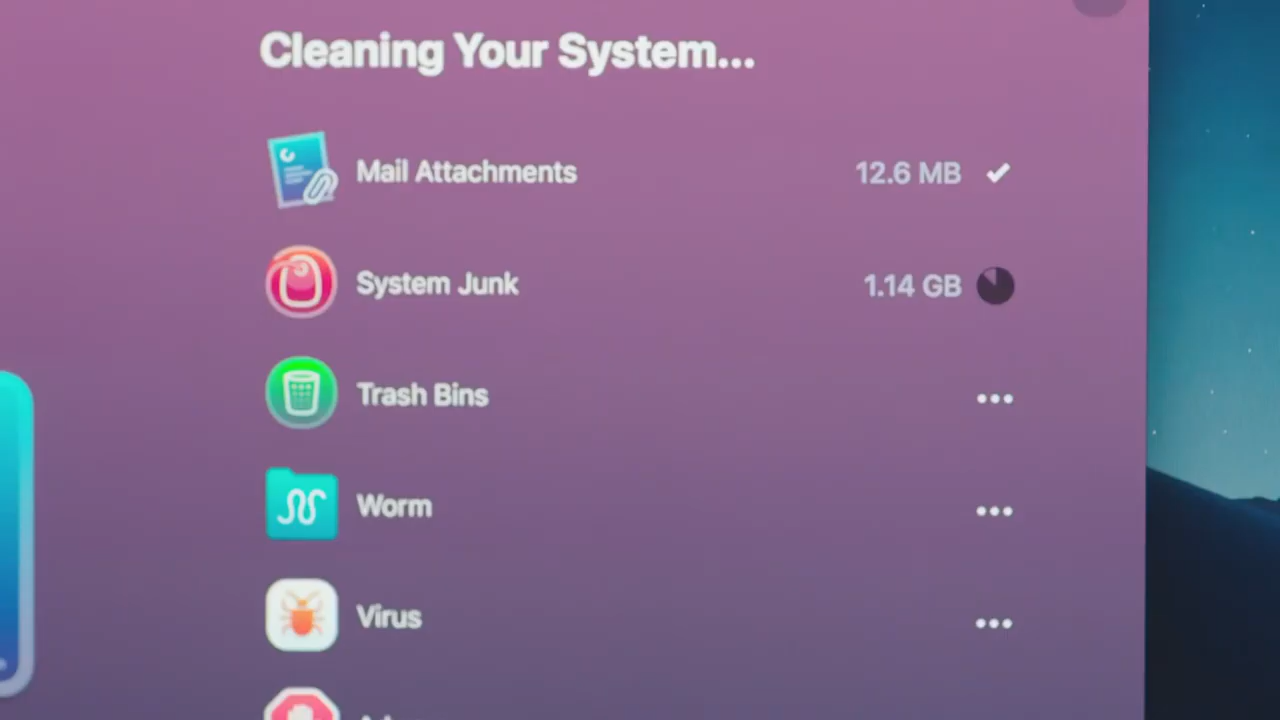 Cleaning Your System...
Mail Attachments 12.6 MB
System Junk 1.14 GB
Trash Bins
Worm
Virus